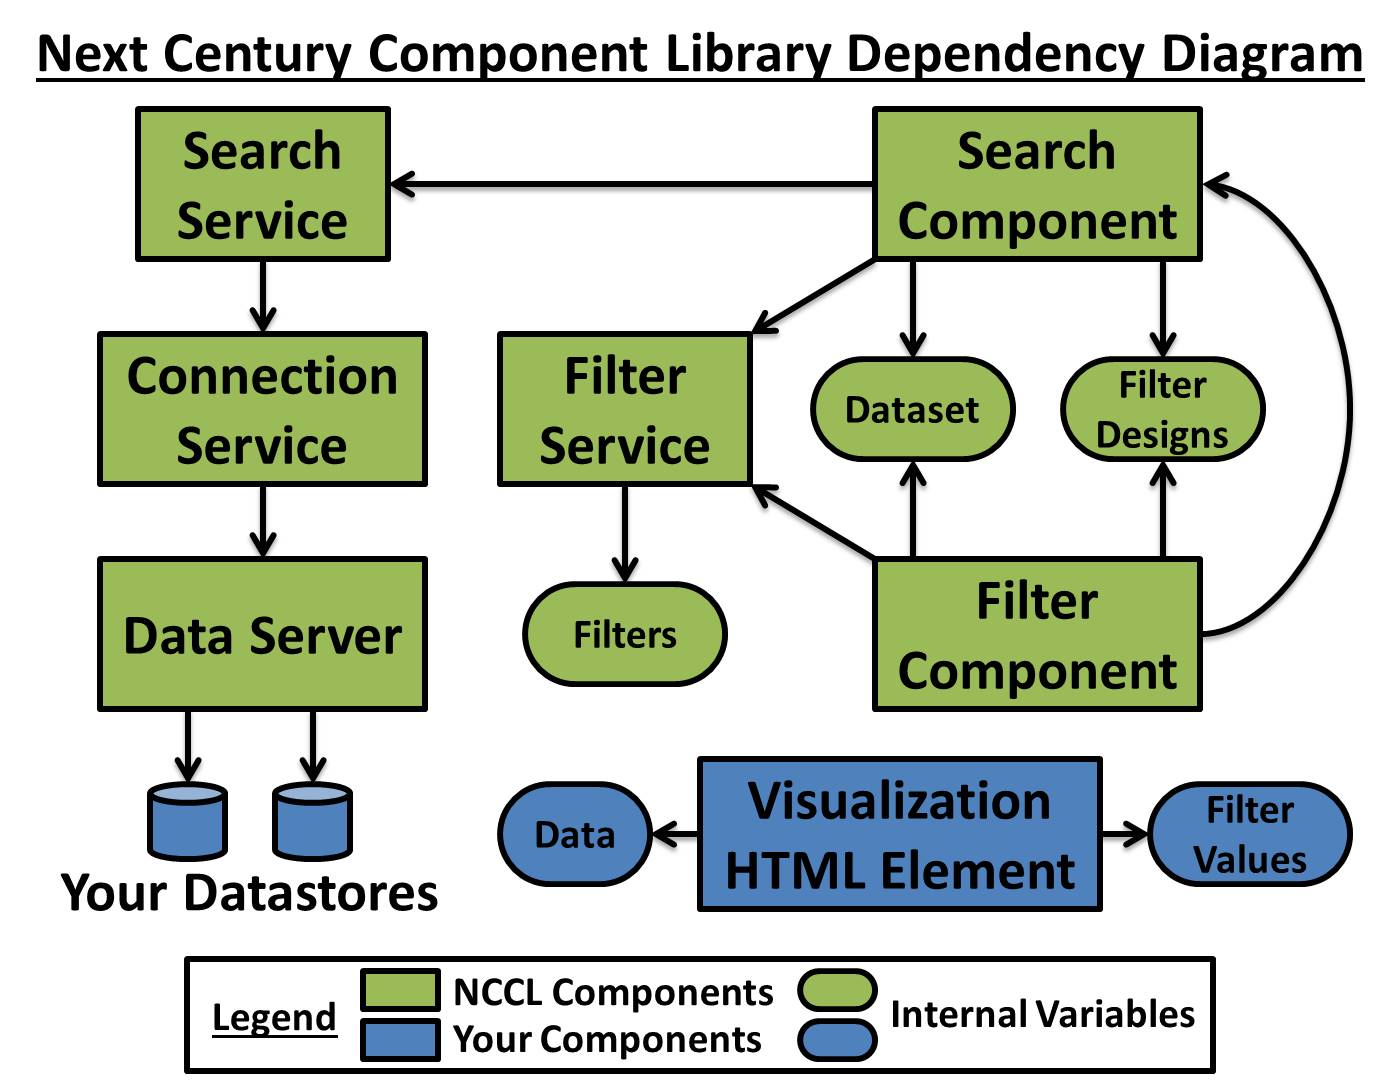 Next Century Component Library Dependency Diagram
Search
Service
Search
Component
Connection
Service
Filter
Service
Dataset
Filter
Designs
Data Server
Filters
Filter
Component
Your Datastores
Data
Visualization
HTML Element
Filter
Values
Legend
NCCL Components
Your Components
Internal Variables